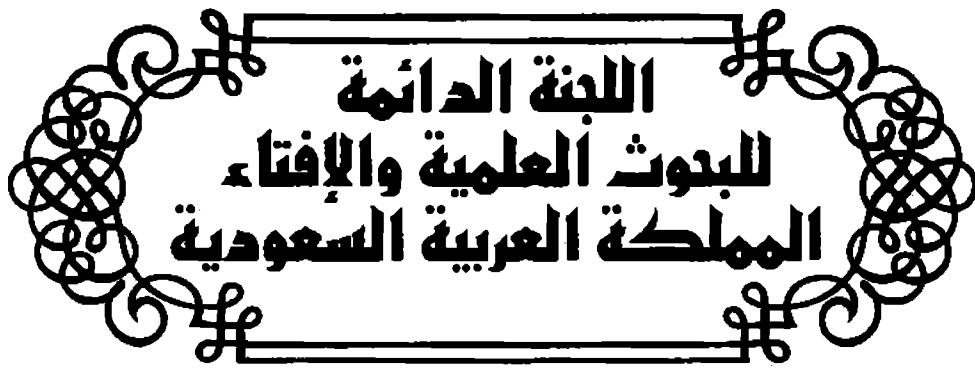 اللجنة الدائمة
للبحوث العلمية والإفتاء
المملكة العربية السعودية